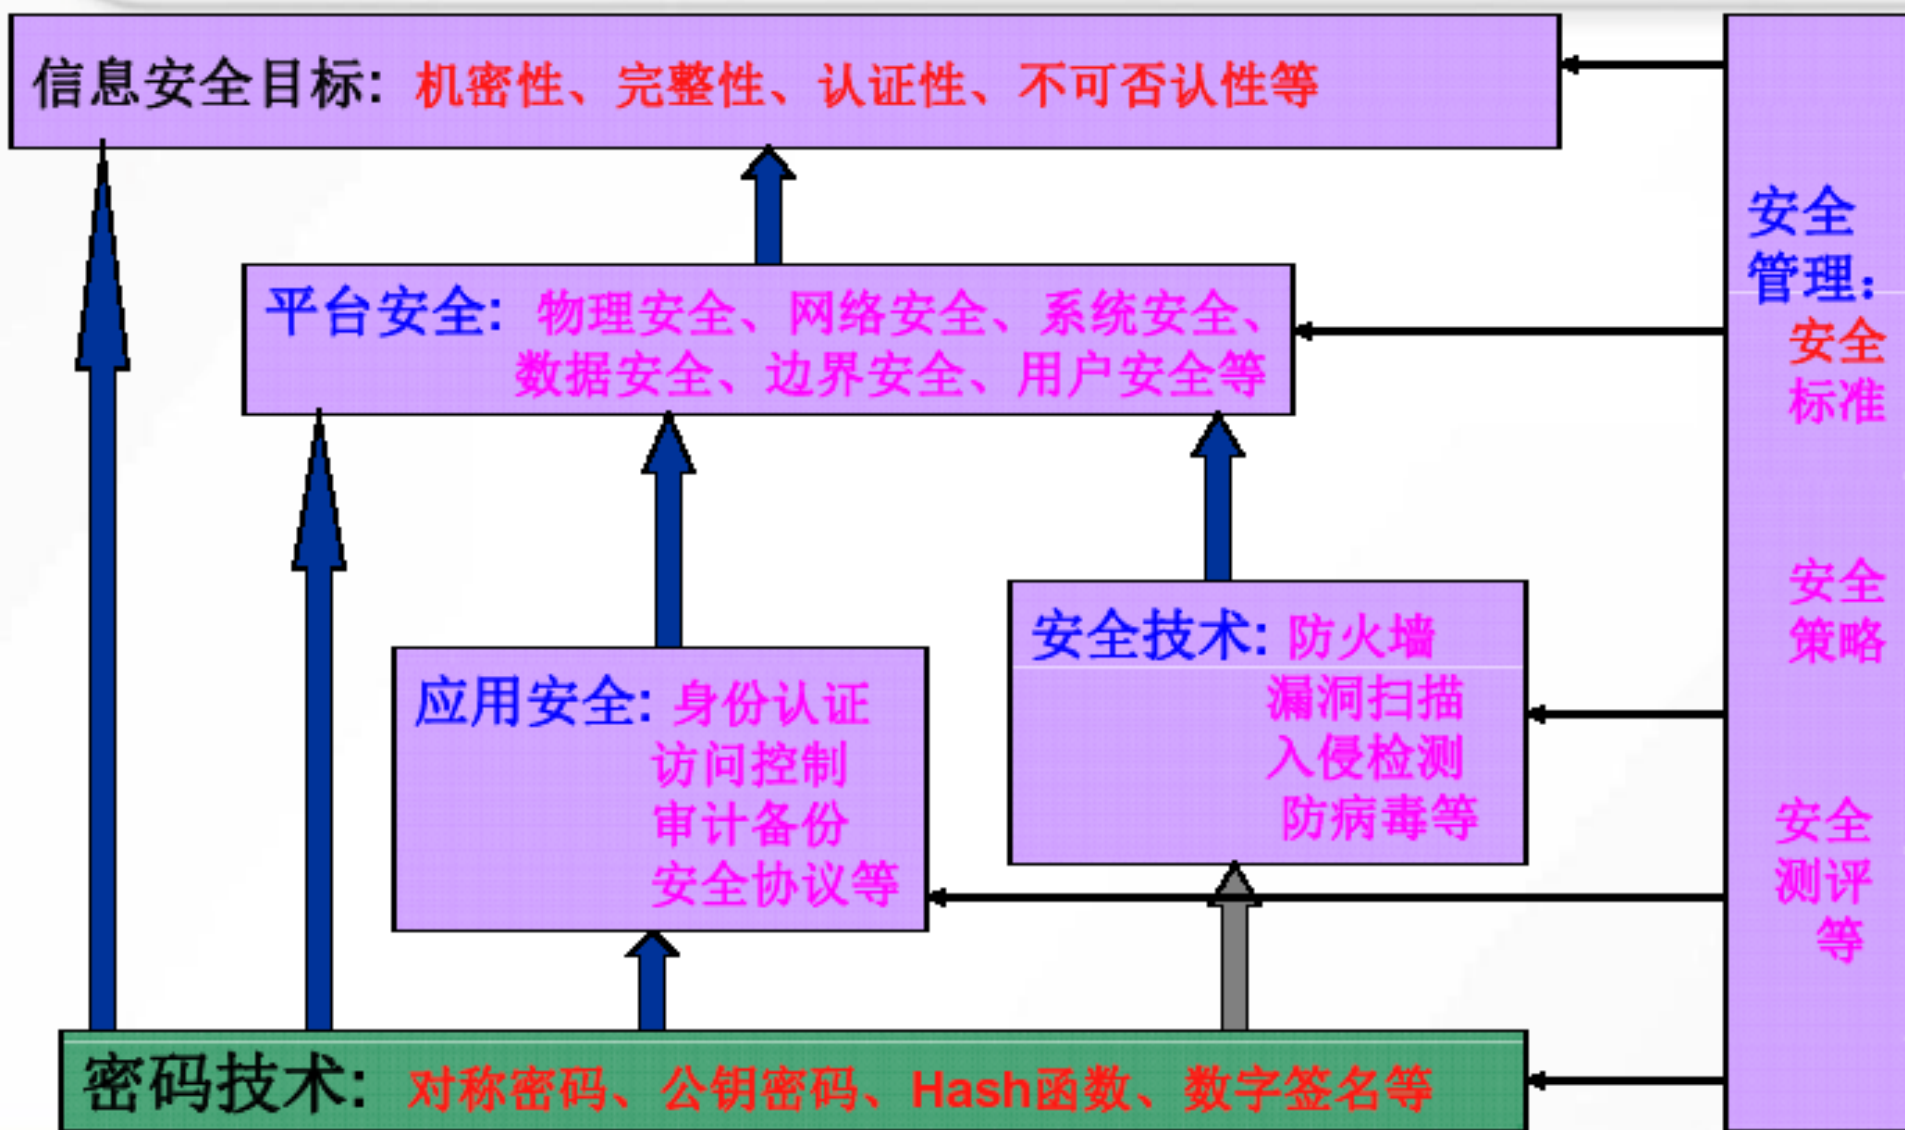 信息安全目标: 机密性、完整性、认证性、不可否认性等
平台安全: 物理安全、网络安全、系统安全、
数据安全、边界安全、用户安全等
应用安全: 身份认证
访问控制
审计备份
安全协议等
安全技术: 防火墙
漏洞扫描
入侵检测
防病毒等
密码技术: 对称密码、公钥密码、Hash函数、数字签名等
安全
管理:
安全
标准
安全
策略
安全
测评
等